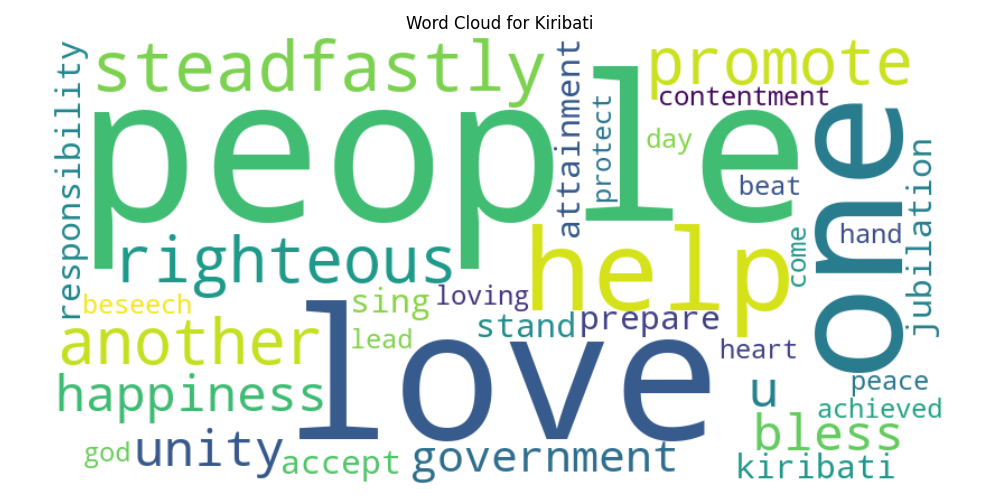 Word Cloud for Kiribati
steadfastly
promote
responsibility
people
attainment
protect
contentment
day
beat
one
jubilation
hand
righteous
help
come
beseech
sing
loving
another
lead
love
stand
prepare
heart
happiness
u
peace
achieved
bless
god
unity
accept
government
kiribati